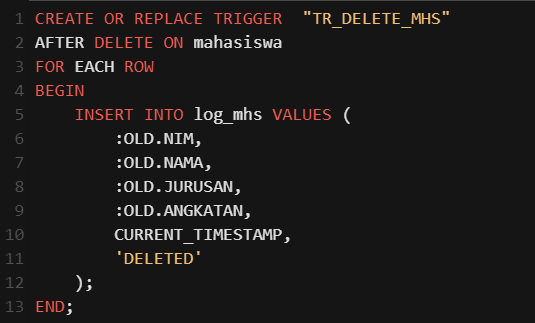 1 CREATE OR REPLACE TRIGGER  "TR_DELETE_MHS"
2 AFTER DELETE ON mahasiswa
3 FOR EACH ROW
4 BEGIN
5     INSERT INTO log_mhs VALUES (
6         :OLD.NIM,
7         :OLD.NAMA,
8         :OLD.JURUSAN,
9         :OLD.ANGKATAN,
10         CURRENT_TIMESTAMP,
11         'DELETED'
12     );
13 END;